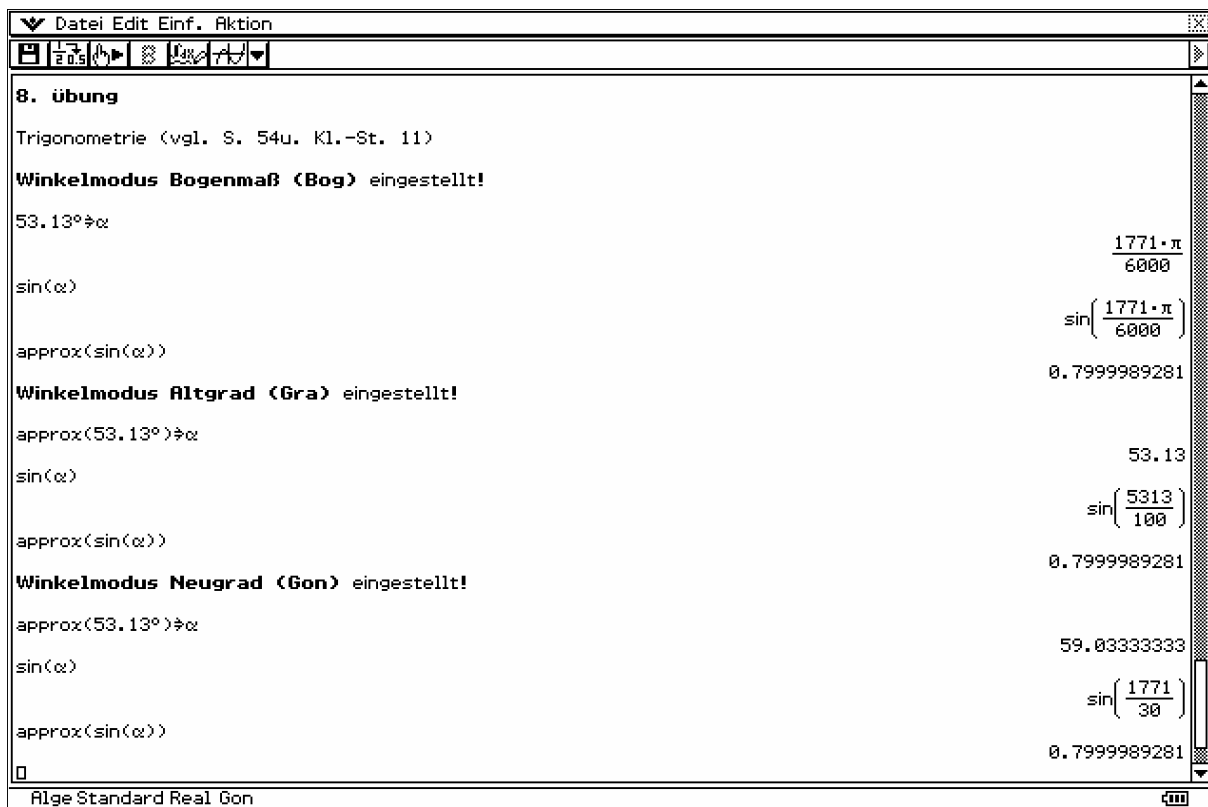 Datei Edit Einf. Aktion
8. übung
Trigonometrie (vgl. S. 54u. Kl.-St. 11)
Winkelmodus Bogenmaß (Bog) eingestellt!
53.13°⇒α
1771·π
6000
sin(α)
sin(1771·π
6000)
approx(sin(α))
0.7999989281
Winkelmodus Altgrad (Gra) eingestellt!
approx(53.13°)⇒α
53.13
sin(α)
sin(5313
100)
approx(sin(α))
0.7999989281
Winkelmodus Neugrad (Gon) eingestellt!
approx(53.13°)⇒α
59.03333333
sin(α)
sin(1771
30)
approx(sin(α))
0.7999989281
Alge Standard Real Gon